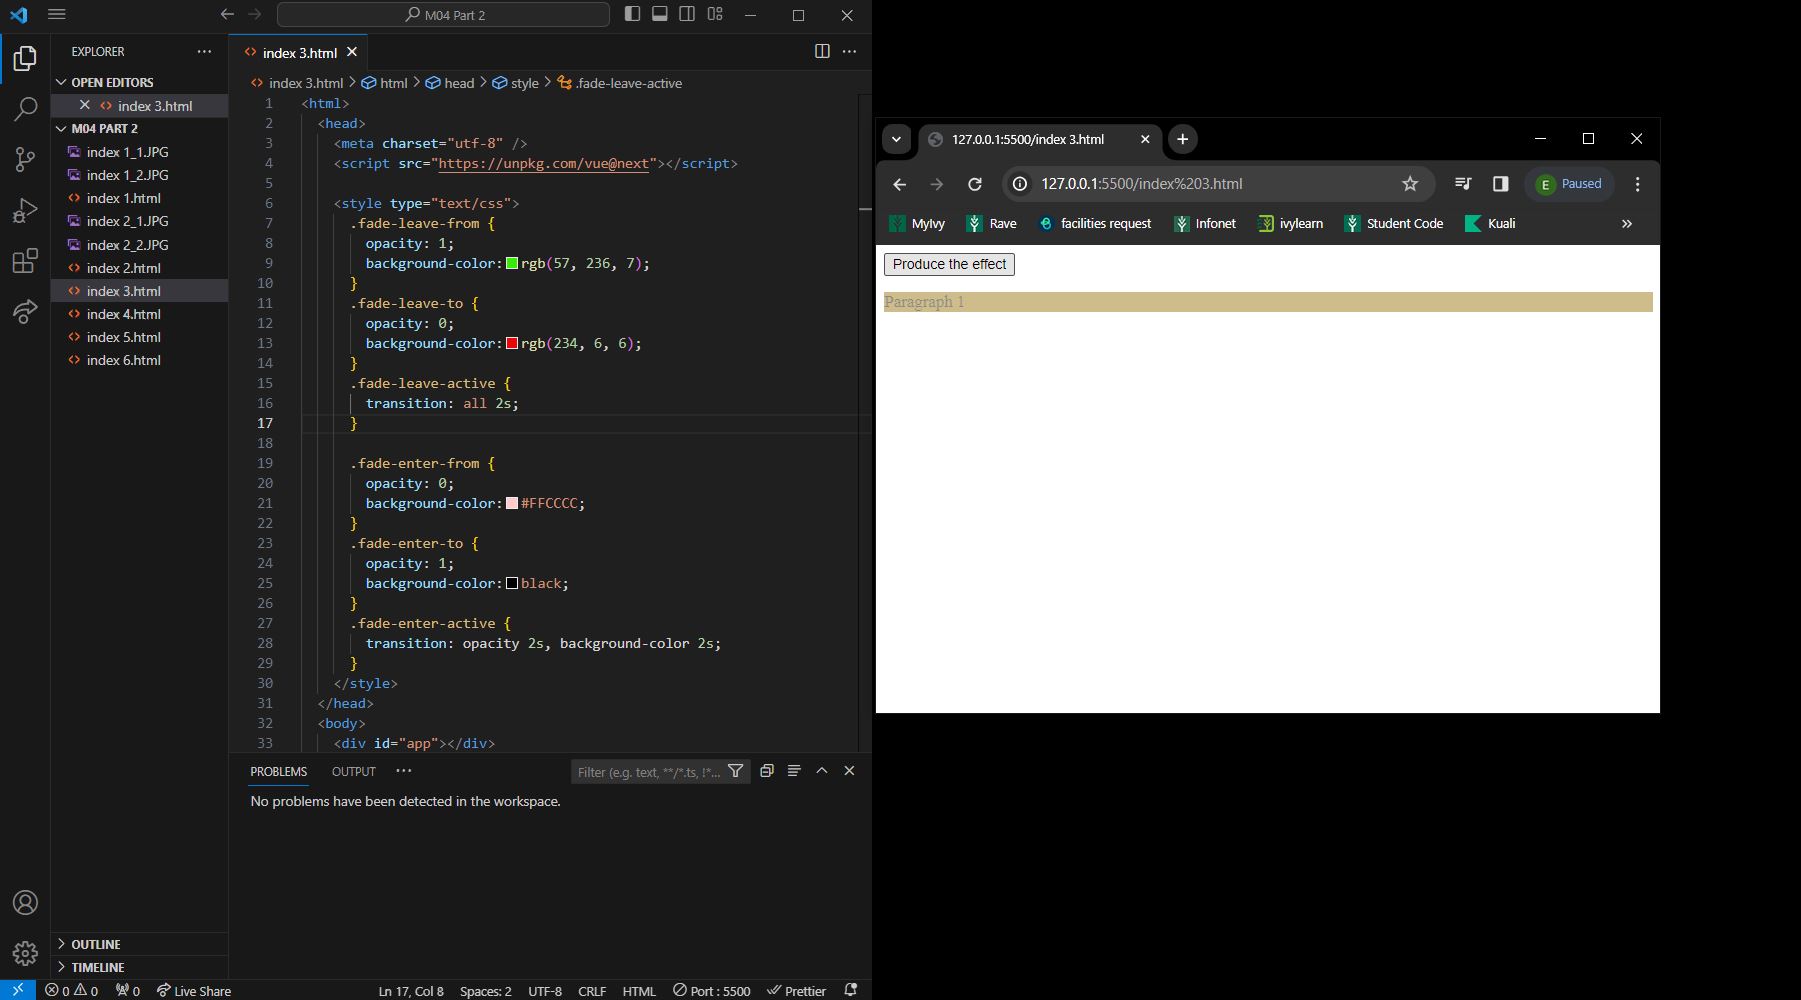 M04 Part 2
EXPLORER
OPEN EDITORS
index 3.html
M04 PART 2
index 1_1.JPG
index 1_2.JPG
index 1.html
index 2_1.JPG
index 2_2.JPG
index 2.html
index 3.html
index 4.html
index 5.html
index 6.html
OUTLINE
TIMELINE
index 3.html
index 3.html > html > head > style > .fade-leave-active
1 <html>
2 <head>
3 <meta charset="utf-8" />
4 <script src="https://unpkg.com/vue@next"></script>
5
6 <style type="text/css">
7 .fade-leave-from {
8 opacity: 1;
9 background-color: rgb(57, 236, 7);
10 }
11 .fade-leave-to {
12 opacity: 0;
13 background-color: rgb(234, 6, 6);
14 }
15 .fade-leave-active {
16 transition: all 2s;
17 }
18
19 .fade-enter-from {
20 opacity: 0;
21 background-color: #FFCCCC;
22 }
23 .fade-enter-to {
24 opacity: 1;
25 background-color: black;
26 }
27 .fade-enter-active {
28 transition: opacity 2s, background-color 2s;
29 }
30 </style>
31 </head>
32 <body>
33 <div id="app"></div>
PROBLEMS OUTPUT
Filter (e.g. text, **/*.ts, !*...
No problems have been detected in the workspace.
0 0 0 Live Share Ln 17, Col 8 Spaces: 2 UTF-8 CRLF HTML Port : 5500 Prettier
127.0.0.1:5500/index 3.html
127.0.0.1:5500/index%203.html
E Paused
MyIvy Rave facilities request Infonet ivylearn Student Code Kuali »
Produce the effect
Paragraph 1